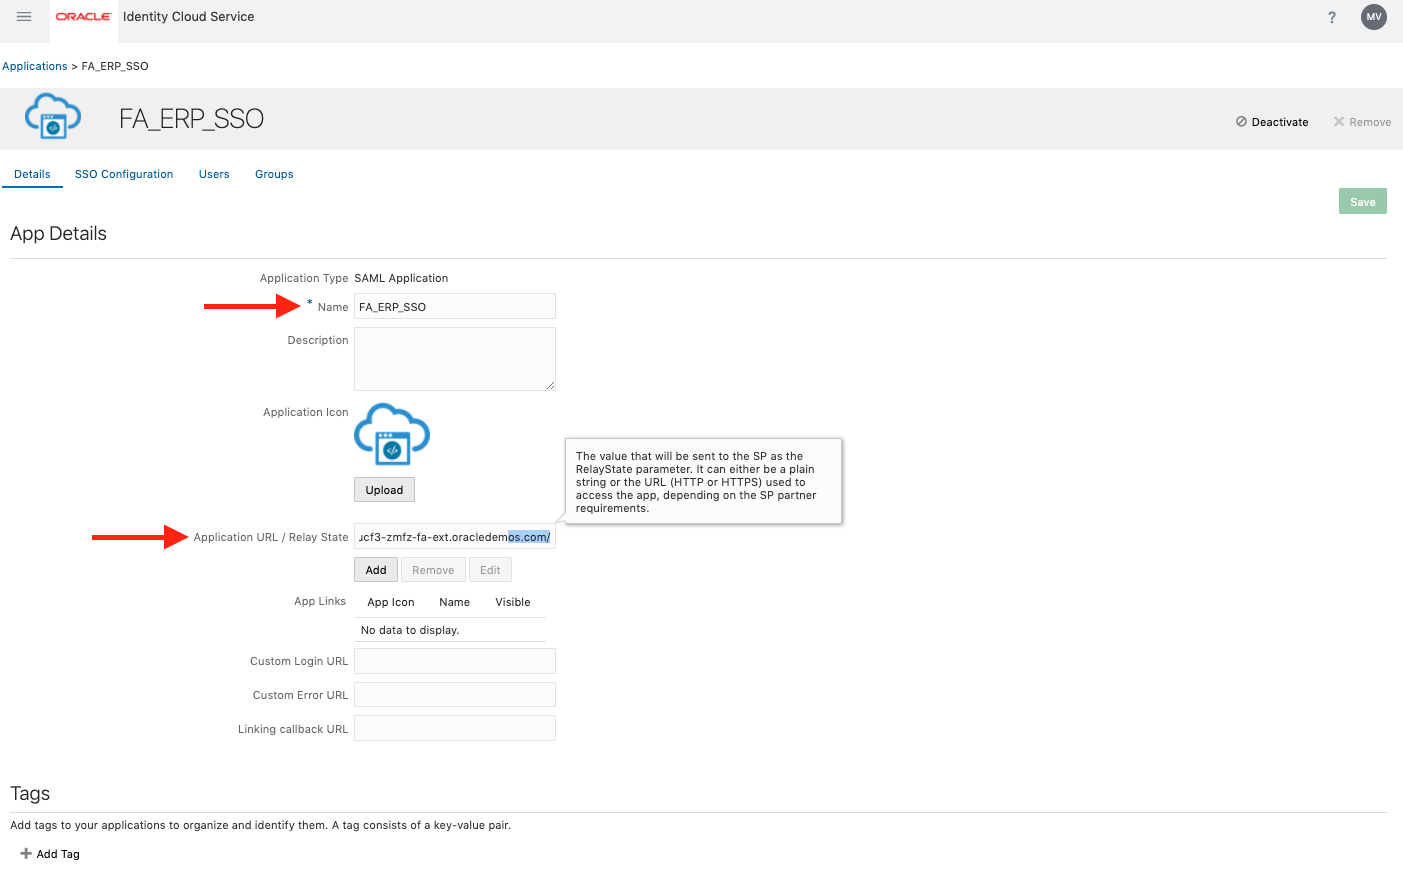 ORACLE Identity Cloud Service ? MV
Applications > FA_ERP_SSO
FA_ERP_SSO
Deactivate Remove
Details SSO Configuration Users Groups
Save
App Details
Application Type SAML Application
* Name FA_ERP_SSO
Description
Application Icon
Upload
The value that will be sent to the SP as the
RelayState parameter. It can either be a plain
string or the URL (HTTP or HTTPS) used to
access the app, depending on the SP partner
requirements.
Application URL / Relay State ucf3-zmfz-fa-ext.oracledemos.com/
Add Remove Edit
App Links App Icon Name Visible
No data to display.
Custom Login URL
Custom Error URL
Linking callback URL
Tags
Add tags to your applications to organize and identify them. A tag consists of a key-value pair.
Add Tag